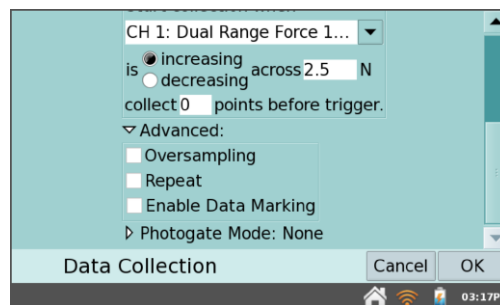 CH 1: Dual Range Force 1...
is increasing
decreasing across 2.5 N
collect 0 points before trigger.
Advanced:
Oversampling
Repeat
Enable Data Marking
Photogate Mode: None
Data Collection Cancel OK
03:17P